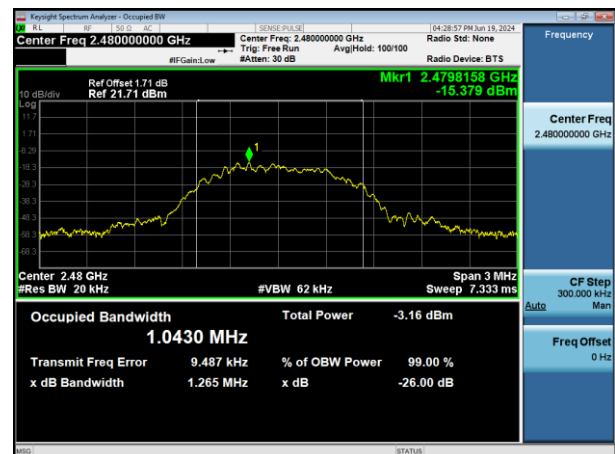 Keysight Spectrum Analyzer - Occupied BW
RL RF 50 Ω AC SENSE:PULSE 04:28:57 PM Jun 19, 2024
Center Freq 2.480000000 GHz Center Freq: 2.480000000 GHz Radio Std: None Frequency
Trig: Free Run Avg|Hold: 100/100
#IFGain:Low #Atten: 30 dB Radio Device: BTS
Ref Offset 1.71 dB Mkr1 2.4798158 GHz
10 dB/div Ref 21.71 dBm -15.379 dBm
Log
11.7
1.71
-8.29
-18.3
-28.3
-38.3
-48.3
-58.3
-68.3
1
Center Freq
2.480000000 GHz
Center 2.48 GHz Span 3 MHz
#Res BW 20 kHz #VBW 62 kHz Sweep 7.333 ms
CF Step
300.000 kHz
Auto Man
Occupied Bandwidth Total Power -3.16 dBm
1.0430 MHz
Transmit Freq Error 9.487 kHz % of OBW Power 99.00 %
x dB Bandwidth 1.265 MHz x dB -26.00 dB
Freq Offset
0 Hz
MSG STATUS